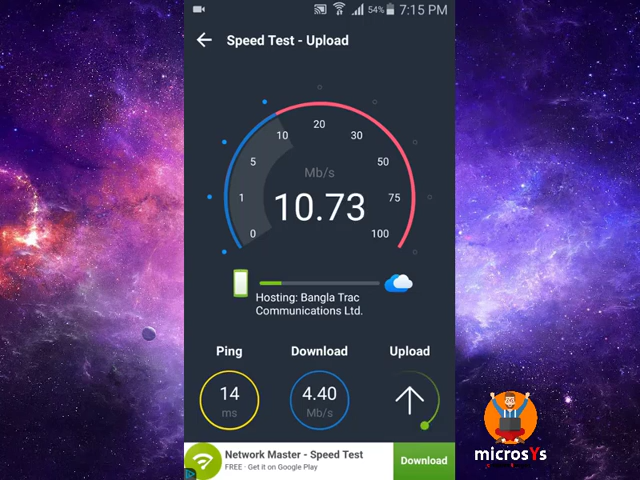 54% 7:15 PM
Speed Test - Upload
20
10 30
5 50
Mb/s
1 10.73 75
0 100
Hosting: Bangla Trac
Communications Ltd.
Ping Download Upload
14 4.40
ms Mb/s
Network Master - Speed Test
FREE · Get it on Google Play
Download
microsYs